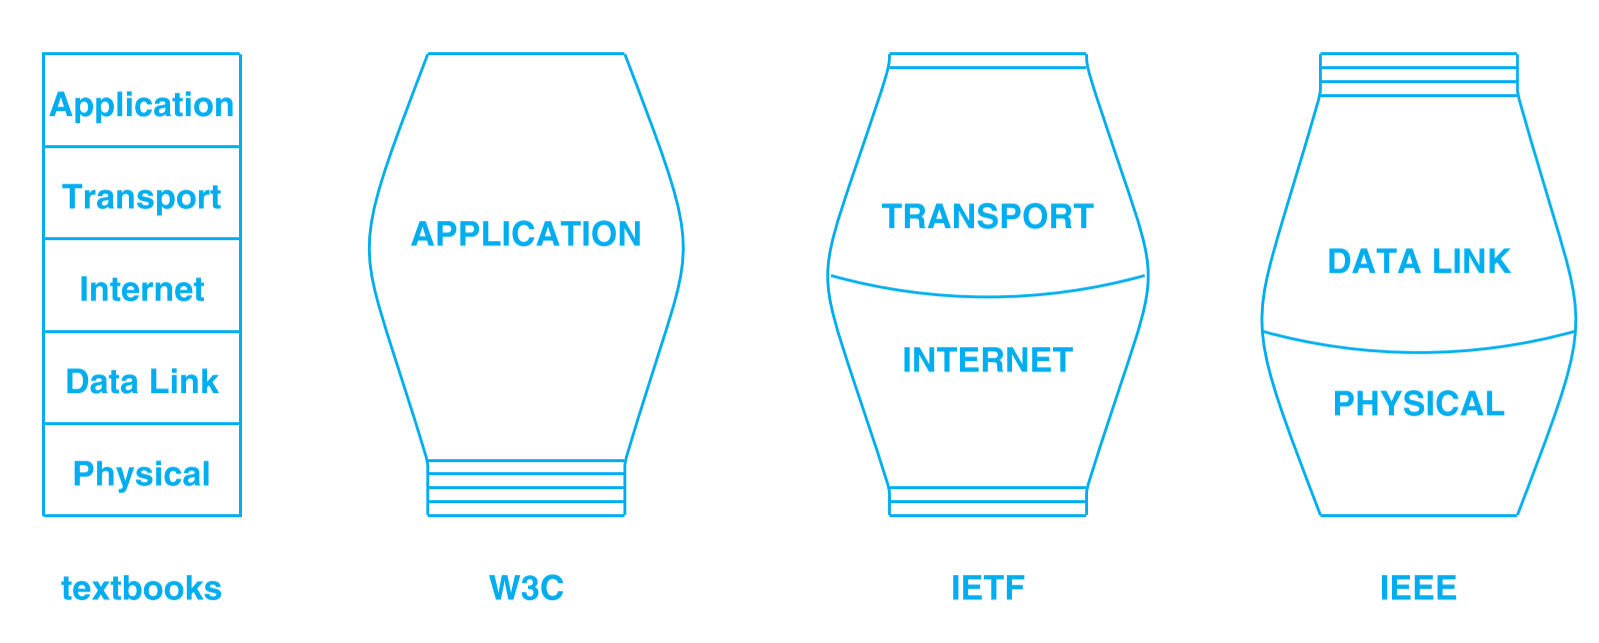 Application
Transport
Internet
Data Link
Physical
textbooks
APPLICATION
W3C
TRANSPORT
INTERNET
IETF
DATA LINK
PHYSICAL
IEEE